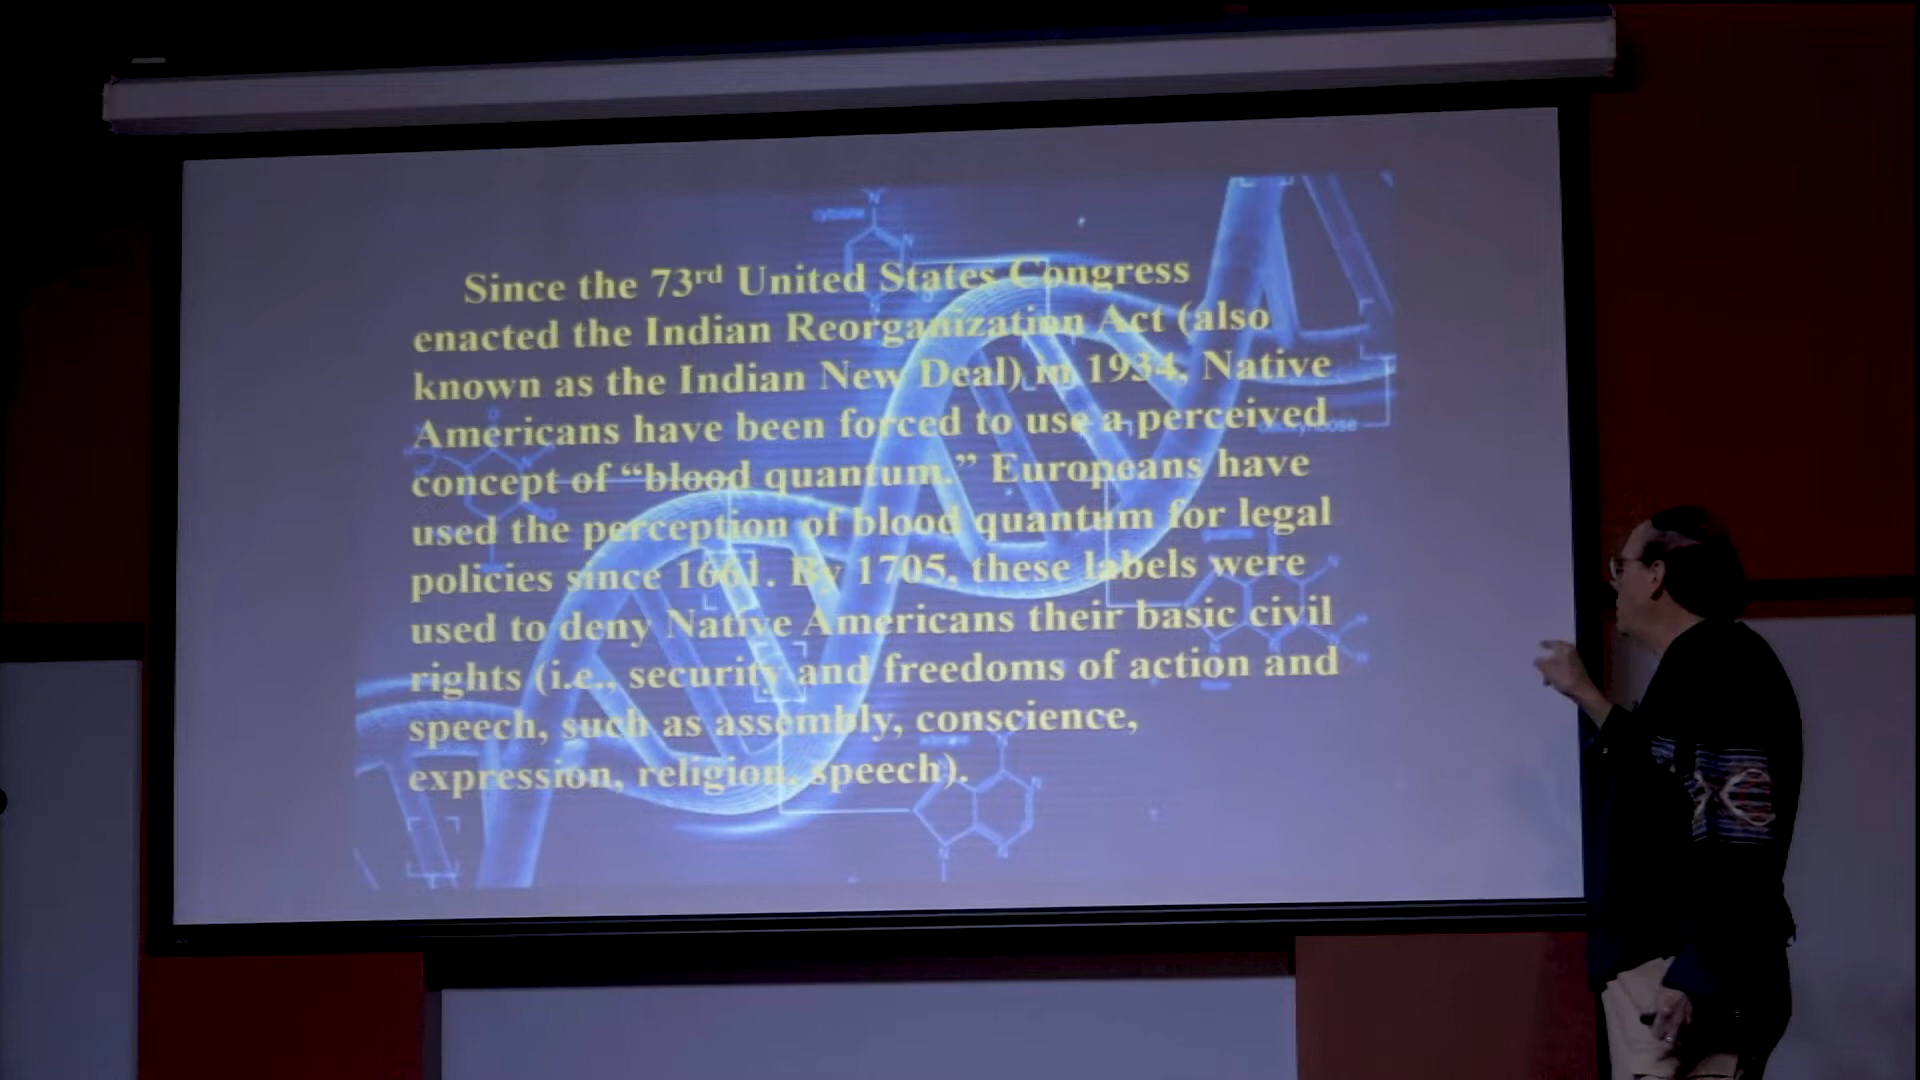 Since the 73rd United States Congress
enacted the Indian Reorganization Act (also
known as the Indian New Deal) in 1934, Native
Americans have been forced to use a perceived
concept of “blood quantum.” Europeans have
used the perception of blood quantum for legal
policies since 1661. By 1705, these labels were
used to deny Native Americans their basic civil
rights (i.e., security and freedoms of action and
speech, such as assembly, conscience,
expression, religion, speech).
cytosine